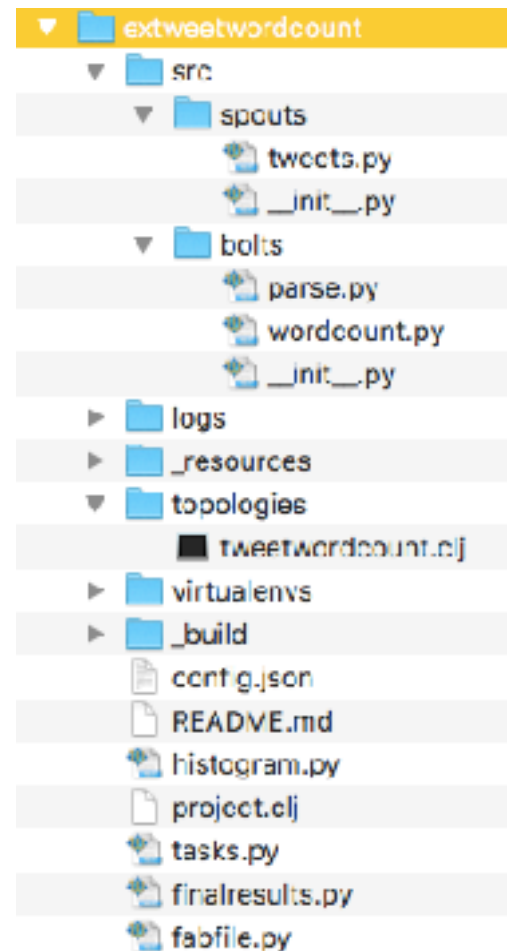 extweetwordcount
src
spouts
tweets.py
__init__.py
bolts
parse.py
wordcount.py
__init__.py
logs
_resources
topologies
tweetwordcount.clj
virtualenvs
_build
config.json
README.md
histogram.py
project.clj
tasks.py
finalresults.py
fabfile.py